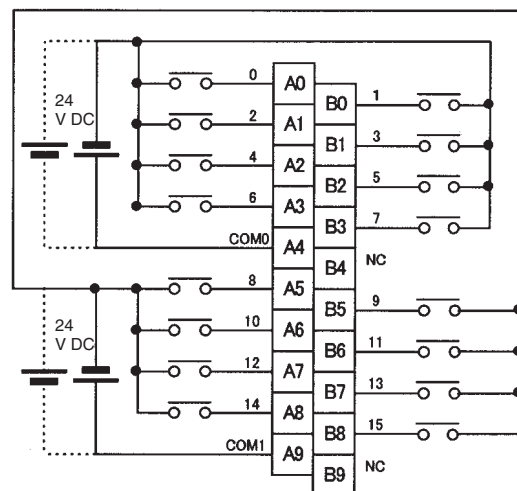 0 A0
B0 1
24
V DC
2 A1
B1 3
4 A2
B2 5
6 A3
B3 7
COM0 A4
B4 NC
8 A5
B5 9
24
V DC
10 A6
B6 11
12 A7
B7 13
14 A8
B8 15
COM1 A9
B9 NC